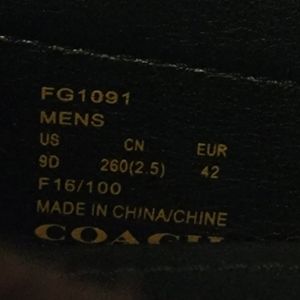 FG1091
MENS
US CN EUR
9D 260(2.5) 42
F16/100
MADE IN CHINA/CHINE
COACH